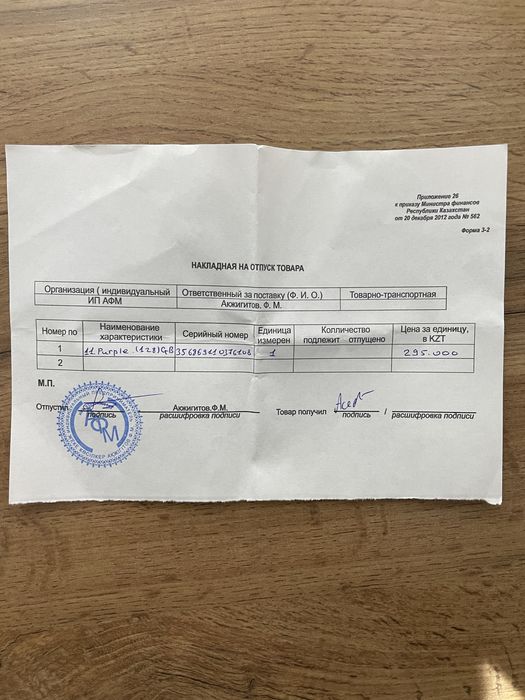 Приложение 26
к приказу Министра финансов
Республики Казахстан
от 20 декабря 2012 года № 562
Форма З-2
НАКЛАДНАЯ НА ОТПУСК ТОВАРА
Организация ( индивидуальный Ответственный за поставку (Ф. И. О.) Товарно-транспортная
ИП АФМ Акжигитов. Ф. М.
Номер по Наименование характеристики Серийный номер Единица измерен Колличество подлежит отпущено Цена за единицу, в KZT
1 11 Purple (128)GB 1 295.000
2
М.П.
Отпустил Акжигитов.Ф.М. Товар получил /
подпись расшифровка подписи подпись расшифровка подписи
АФМ